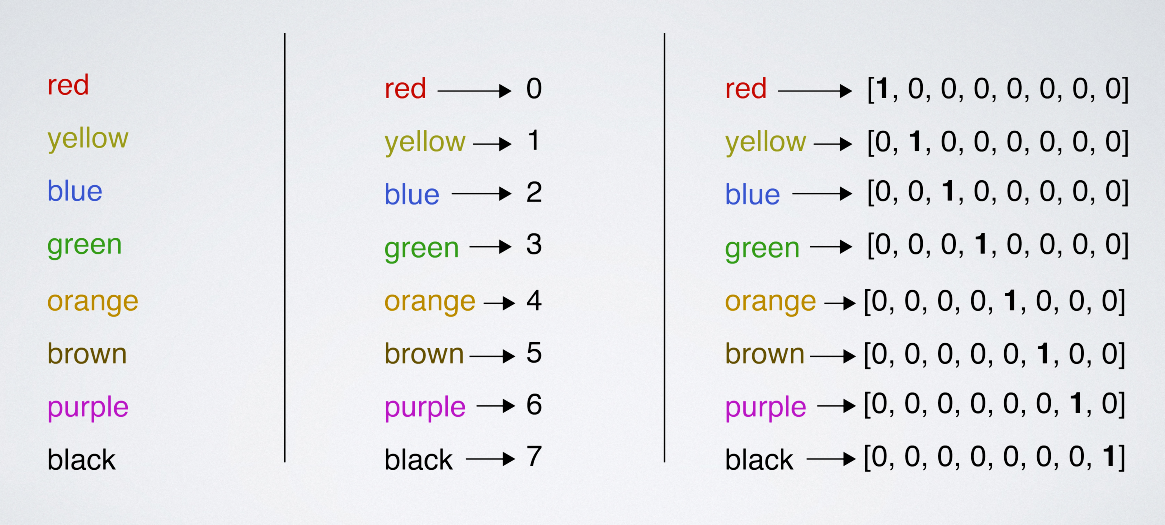 red
yellow
blue
green
orange
brown
purple
black
red → 0
yellow → 1
blue → 2
green → 3
orange → 4
brown → 5
purple → 6
black → 7
red → [1, 0, 0, 0, 0, 0, 0, 0]
yellow → [0, 1, 0, 0, 0, 0, 0, 0]
blue → [0, 0, 1, 0, 0, 0, 0, 0]
green → [0, 0, 0, 1, 0, 0, 0, 0]
orange → [0, 0, 0, 0, 1, 0, 0, 0]
brown → [0, 0, 0, 0, 0, 1, 0, 0]
purple → [0, 0, 0, 0, 0, 0, 1, 0]
black → [0, 0, 0, 0, 0, 0, 0, 1]